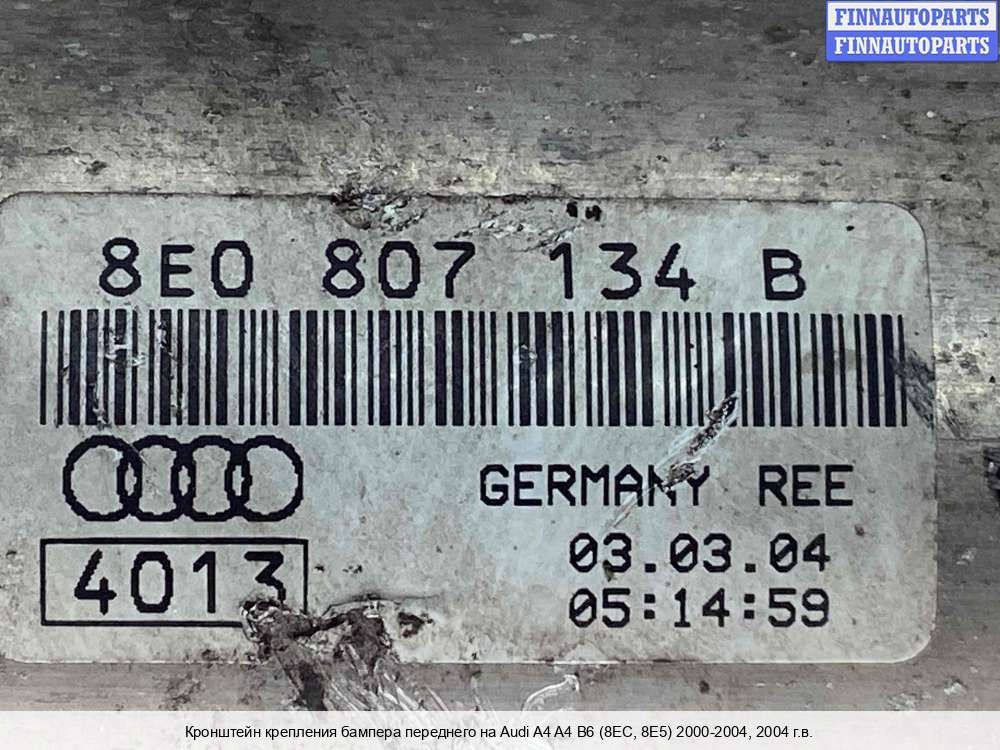 FINNAUTOPARTS
FINNAUTOPARTS
8E0 807 134 B
GERMANY REE
4013
03.03.04
05:14:59
Кронштейн крепления бампера переднего на Audi A4 A4 B6 (8EC, 8E5) 2000-2004, 2004 г.в.